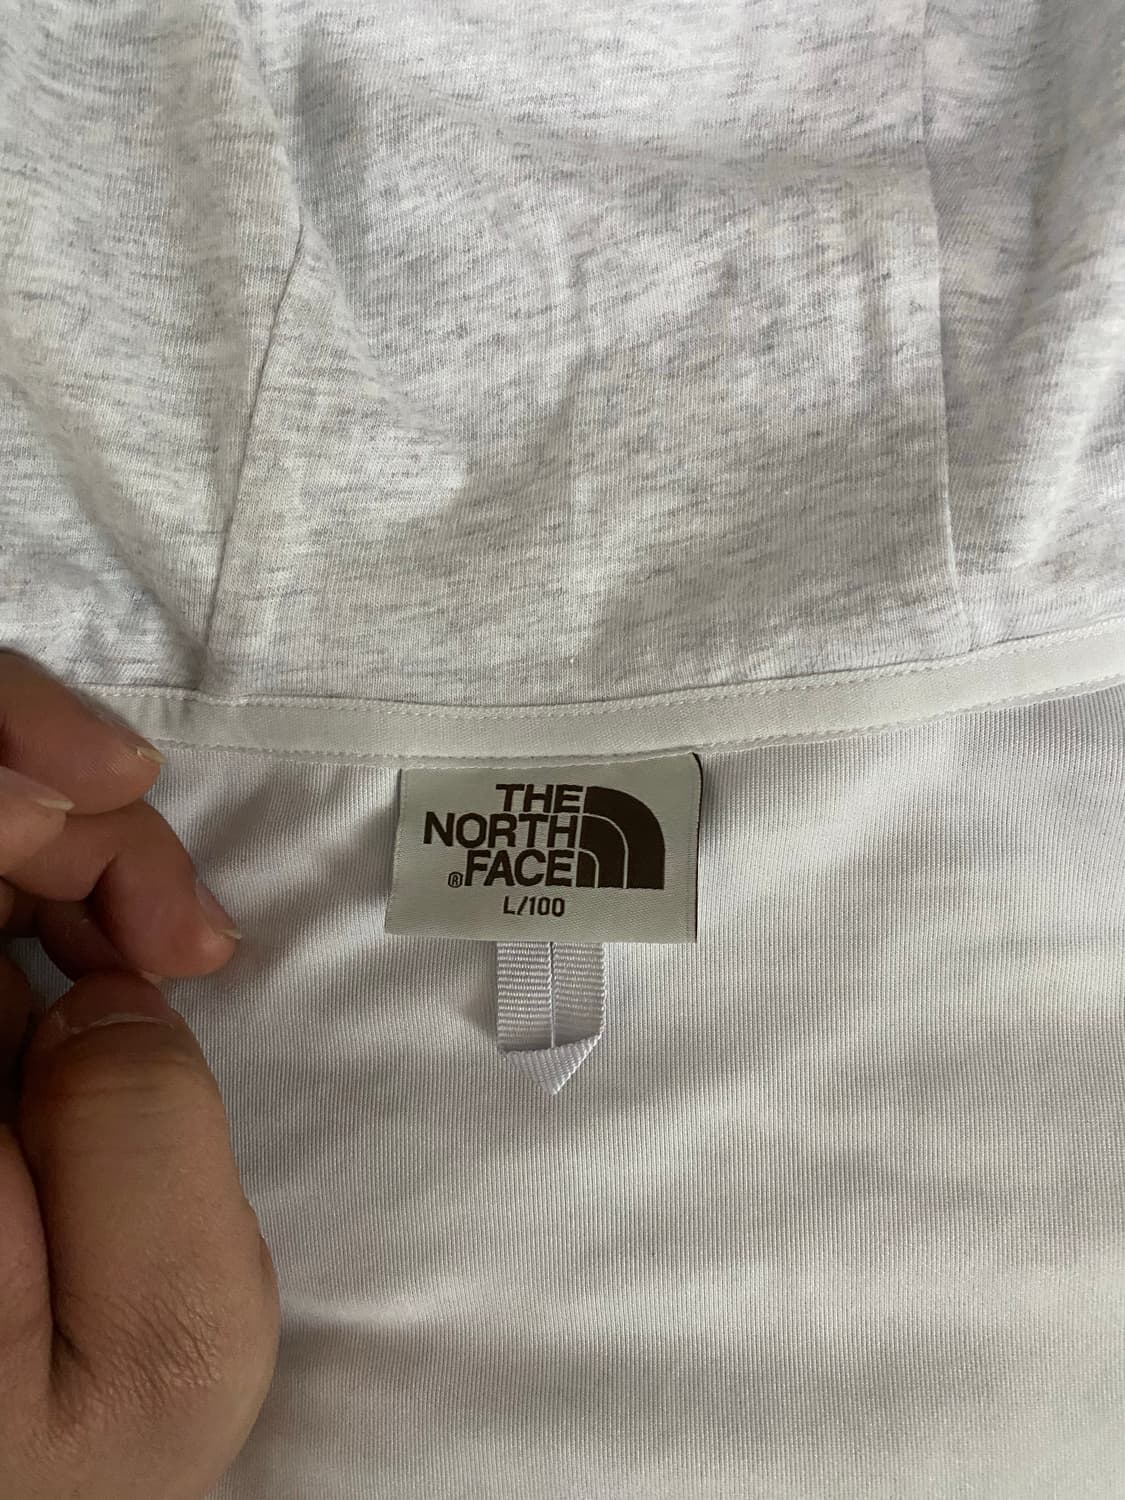 THE
NORTH
® FACE
L/100